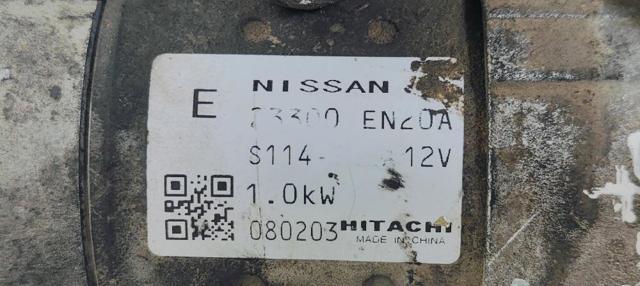 E
NISSAN
23300 EN20A
S114- 12V
1.0kW
080203 HITACHI
MADE IN CHINA